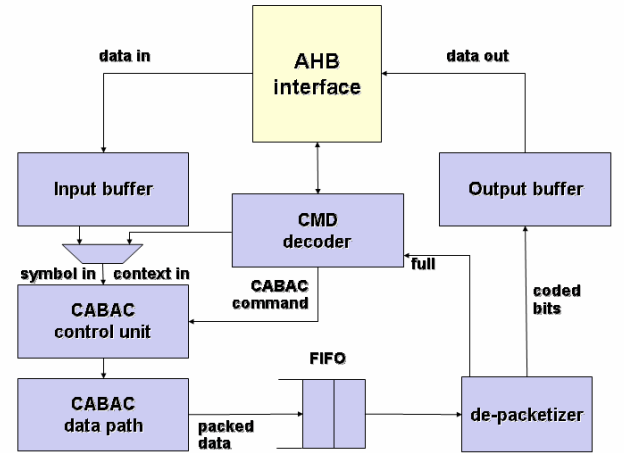 data in
AHB
interface
data out
Input buffer
CMD
decoder
Output buffer
symbol in
context in
CABAC
command
full
coded
bits
CABAC
control unit
FIFO
CABAC
data path
packed
data
de-packetizer